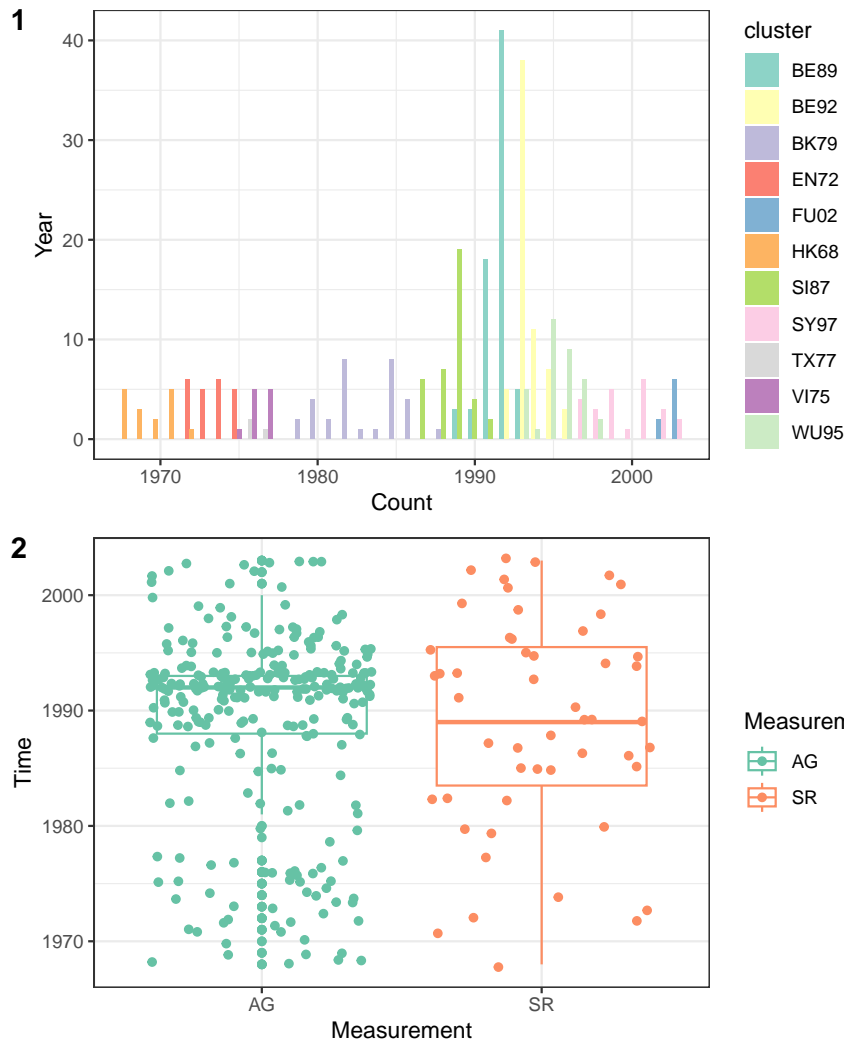 1
40
30
20
10
0
Year
1970 1980 1990 2000
Count
cluster
BE89
BE92
BK79
EN72
FU02
HK68
SI87
SY97
TX77
VI75
WU95
2
2000
1990
1980
1970
Time
AG SR
Measurement
Measuren
AG
SR